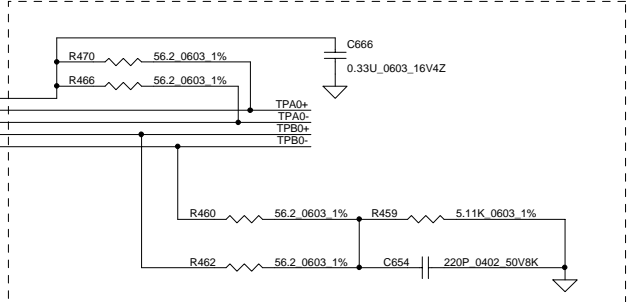 C666
R470 56.2_0603_1%
0.33U_0603_16V4Z
R466 56.2_0603_1%
TPA0+
TPA0-
TPB0+
TPB0-
R460 56.2_0603_1% R459 5.11K_0603_1%
R462 56.2_0603_1% C654 220P_0402_50V8K